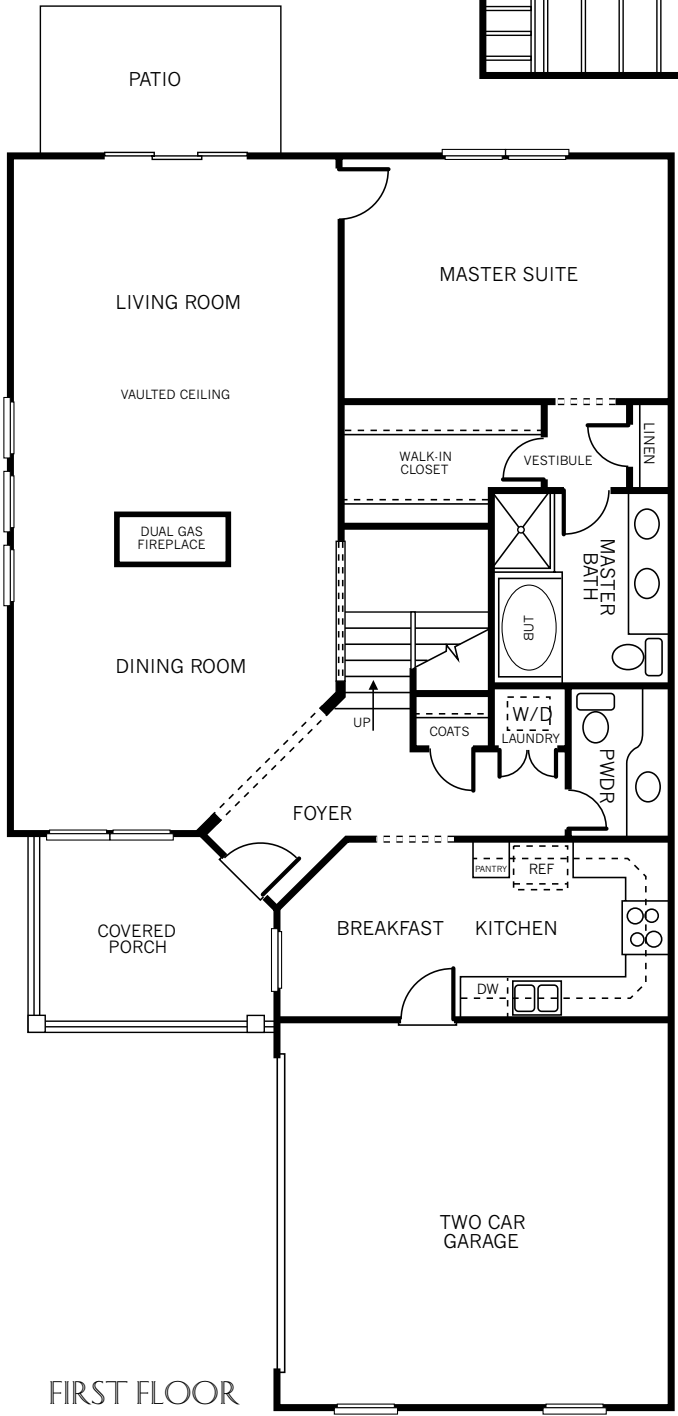 PATIO
MASTER SUITE
LIVING ROOM
VAULTED CEILING
WALK-IN
CLOSET
VESTIBULE
LINEN
DUAL GAS
FIREPLACE
MASTER
BATH
BUT
DINING ROOM
UP
COATS
W/D
LAUNDRY
PWDR
FOYER
PANTRY
REF
COVERED
PORCH
BREAKFAST
KITCHEN
DW
TWO CAR
GARAGE
FIRST FLOOR